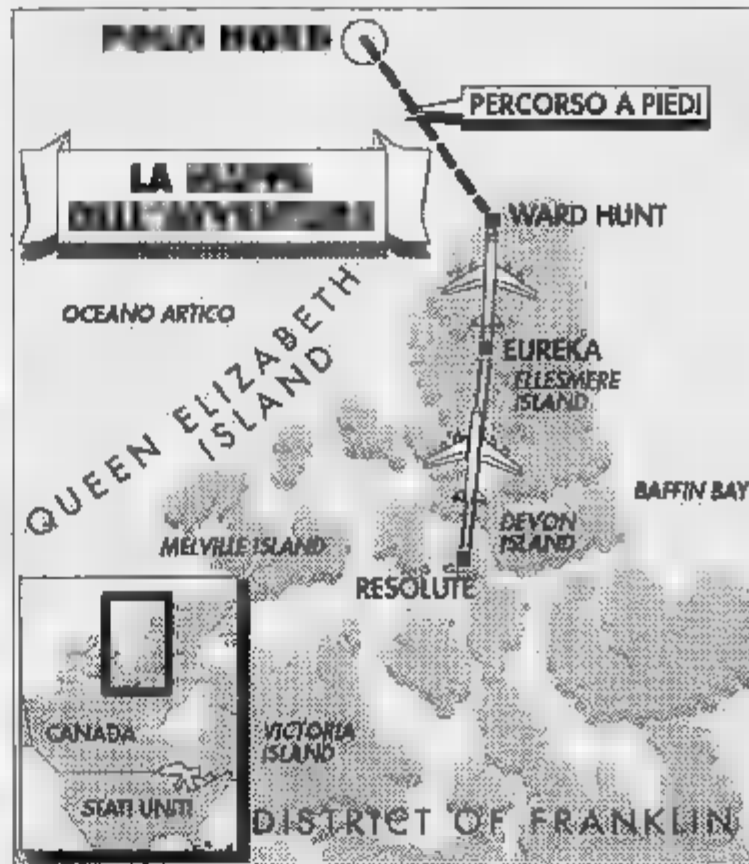 POLO NORD
PERCORSO A PIEDI
LA
WARD HUNT
OCEANO ARTICO
EUREKA
ELLESMERE
ISLAND
QUEEN ELIZABETH
ISLAND
BAFFIN BAY
DEVON
ISLAND
MELVILLE ISLAND
RESOLUTE
CANADA
VICTORIA
ISLAND
STATI UNITI
DISTRICT OF FRANKLIN